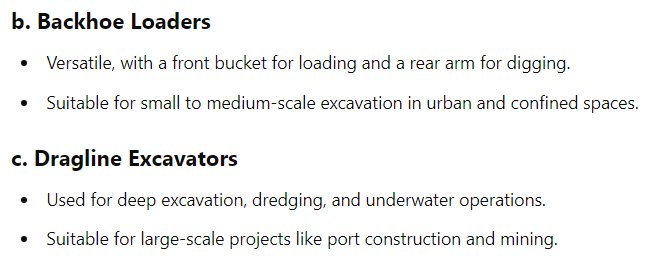 b. Backhoe Loaders
• Versatile, with a front bucket for loading and a rear arm for digging.
• Suitable for small to medium-scale excavation in urban and confined spaces.
c. Dragline Excavators
• Used for deep excavation, dredging, and underwater operations.
• Suitable for large-scale projects like port construction and mining.